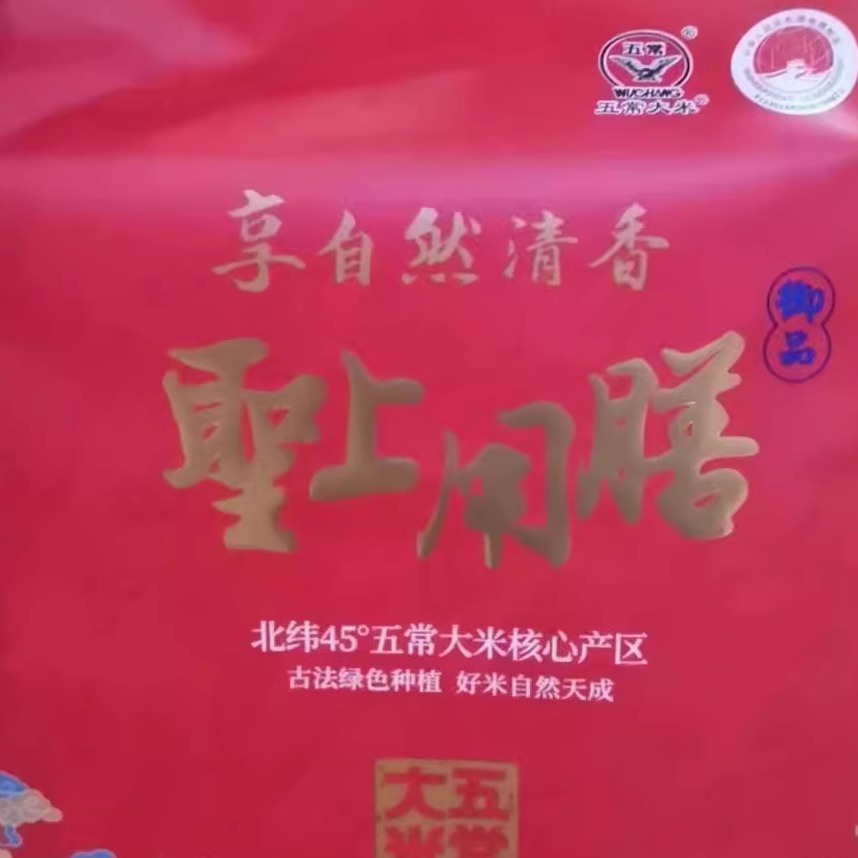 五常
WUCHANG
五常大米
享自然清香
御品
聖上用膳
北纬45°五常大米核心产区
古法绿色种植 好米自然天成
五常
大米